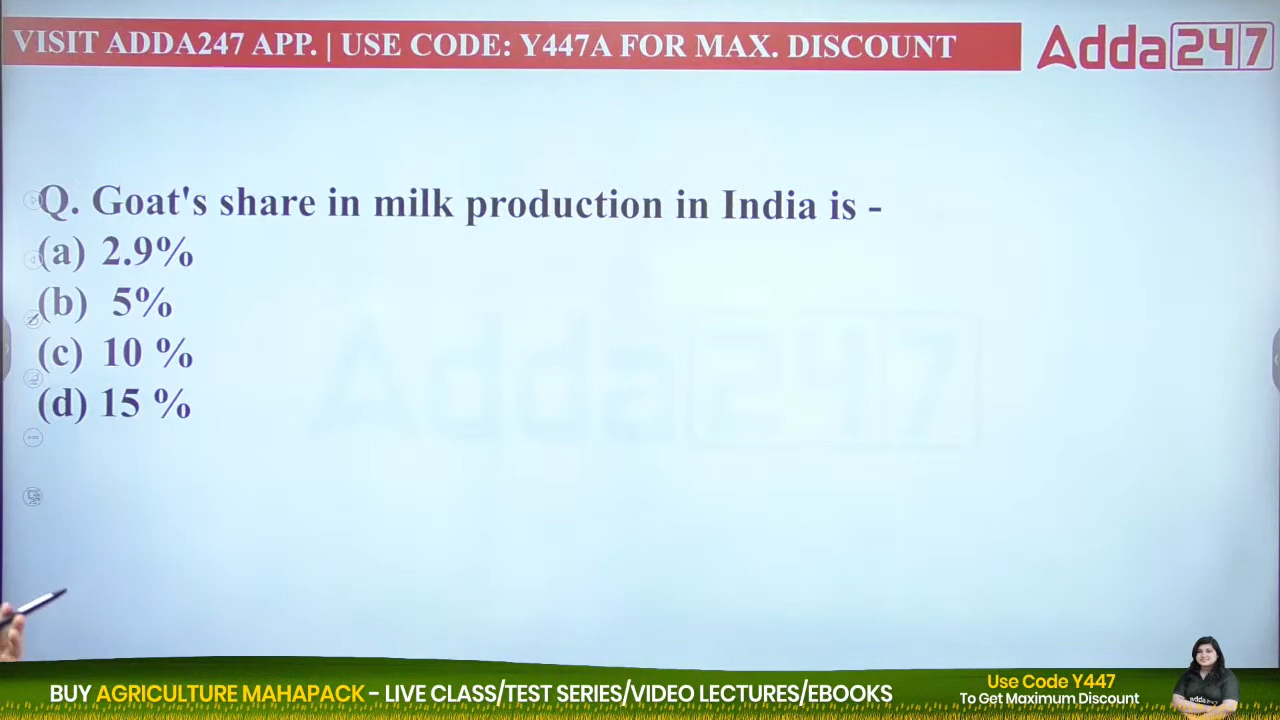 VISIT ADDA247 APP. | USE CODE: Y447A FOR MAX. DISCOUNT
Adda247
Q. Goat's share in milk production in India is -
(a) 2.9%
(b) 5%
(c) 10 %
(d) 15 %
Adda247
BUY AGRICULTURE MAHAPACK - LIVE CLASS/TEST SERIES/VIDEO LECTURES/EBOOKS
Use Code Y447
To Get Maximum Discount